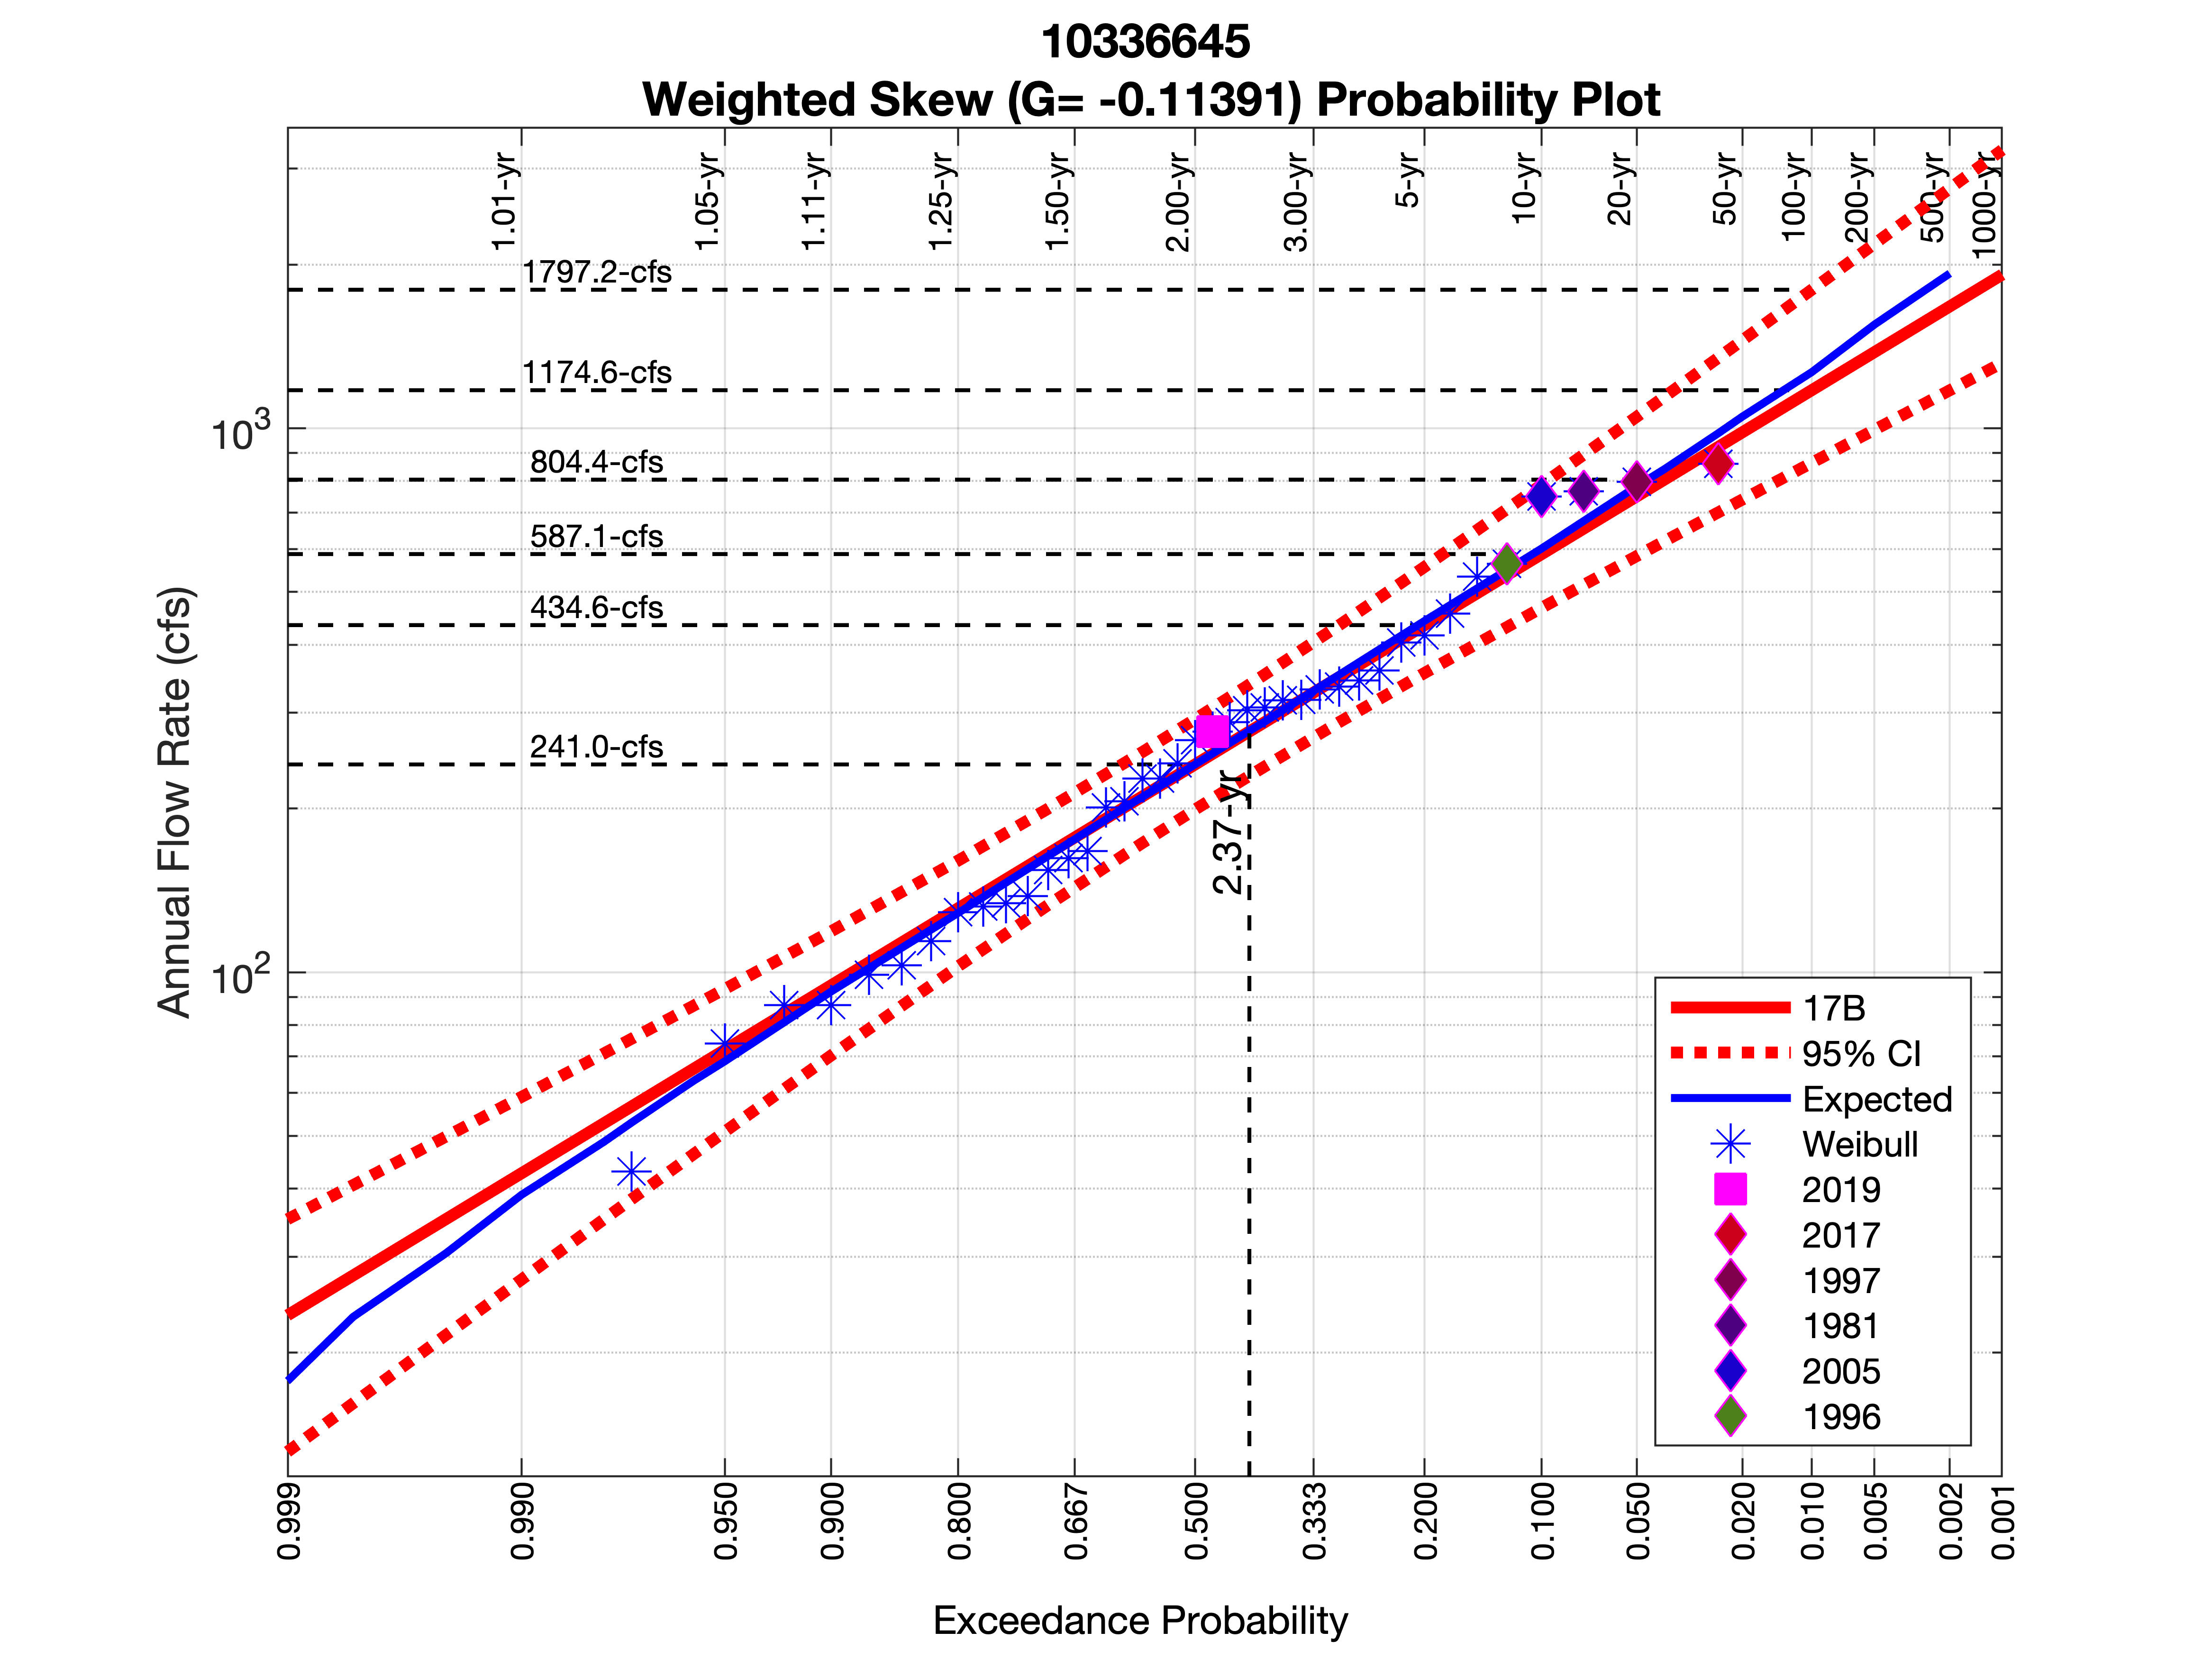 10336645
Weighted Skew (G= -0.11391) Probability Plot
1.01-yr
1.05-yr
1.11-yr
1.25-yr
1.50-yr
2.00-yr
3.00-yr
5-yr
10-yr
20-yr
50-yr
100-yr
200-yr
500-yr
1000-yr
1797.2-cfs
1174.6-cfs
804.4-cfs
587.1-cfs
434.6-cfs
241.0-cfs
2.37-yr
10³
10²
Annual Flow Rate (cfs)
17B
95% CI
Expected
Weibull
2019
2017
1997
1981
2005
1996
0.999
0.990
0.950
0.900
0.800
0.667
0.500
0.333
0.200
0.100
0.050
0.020
0.010
0.005
0.002
0.001
Exceedance Probability